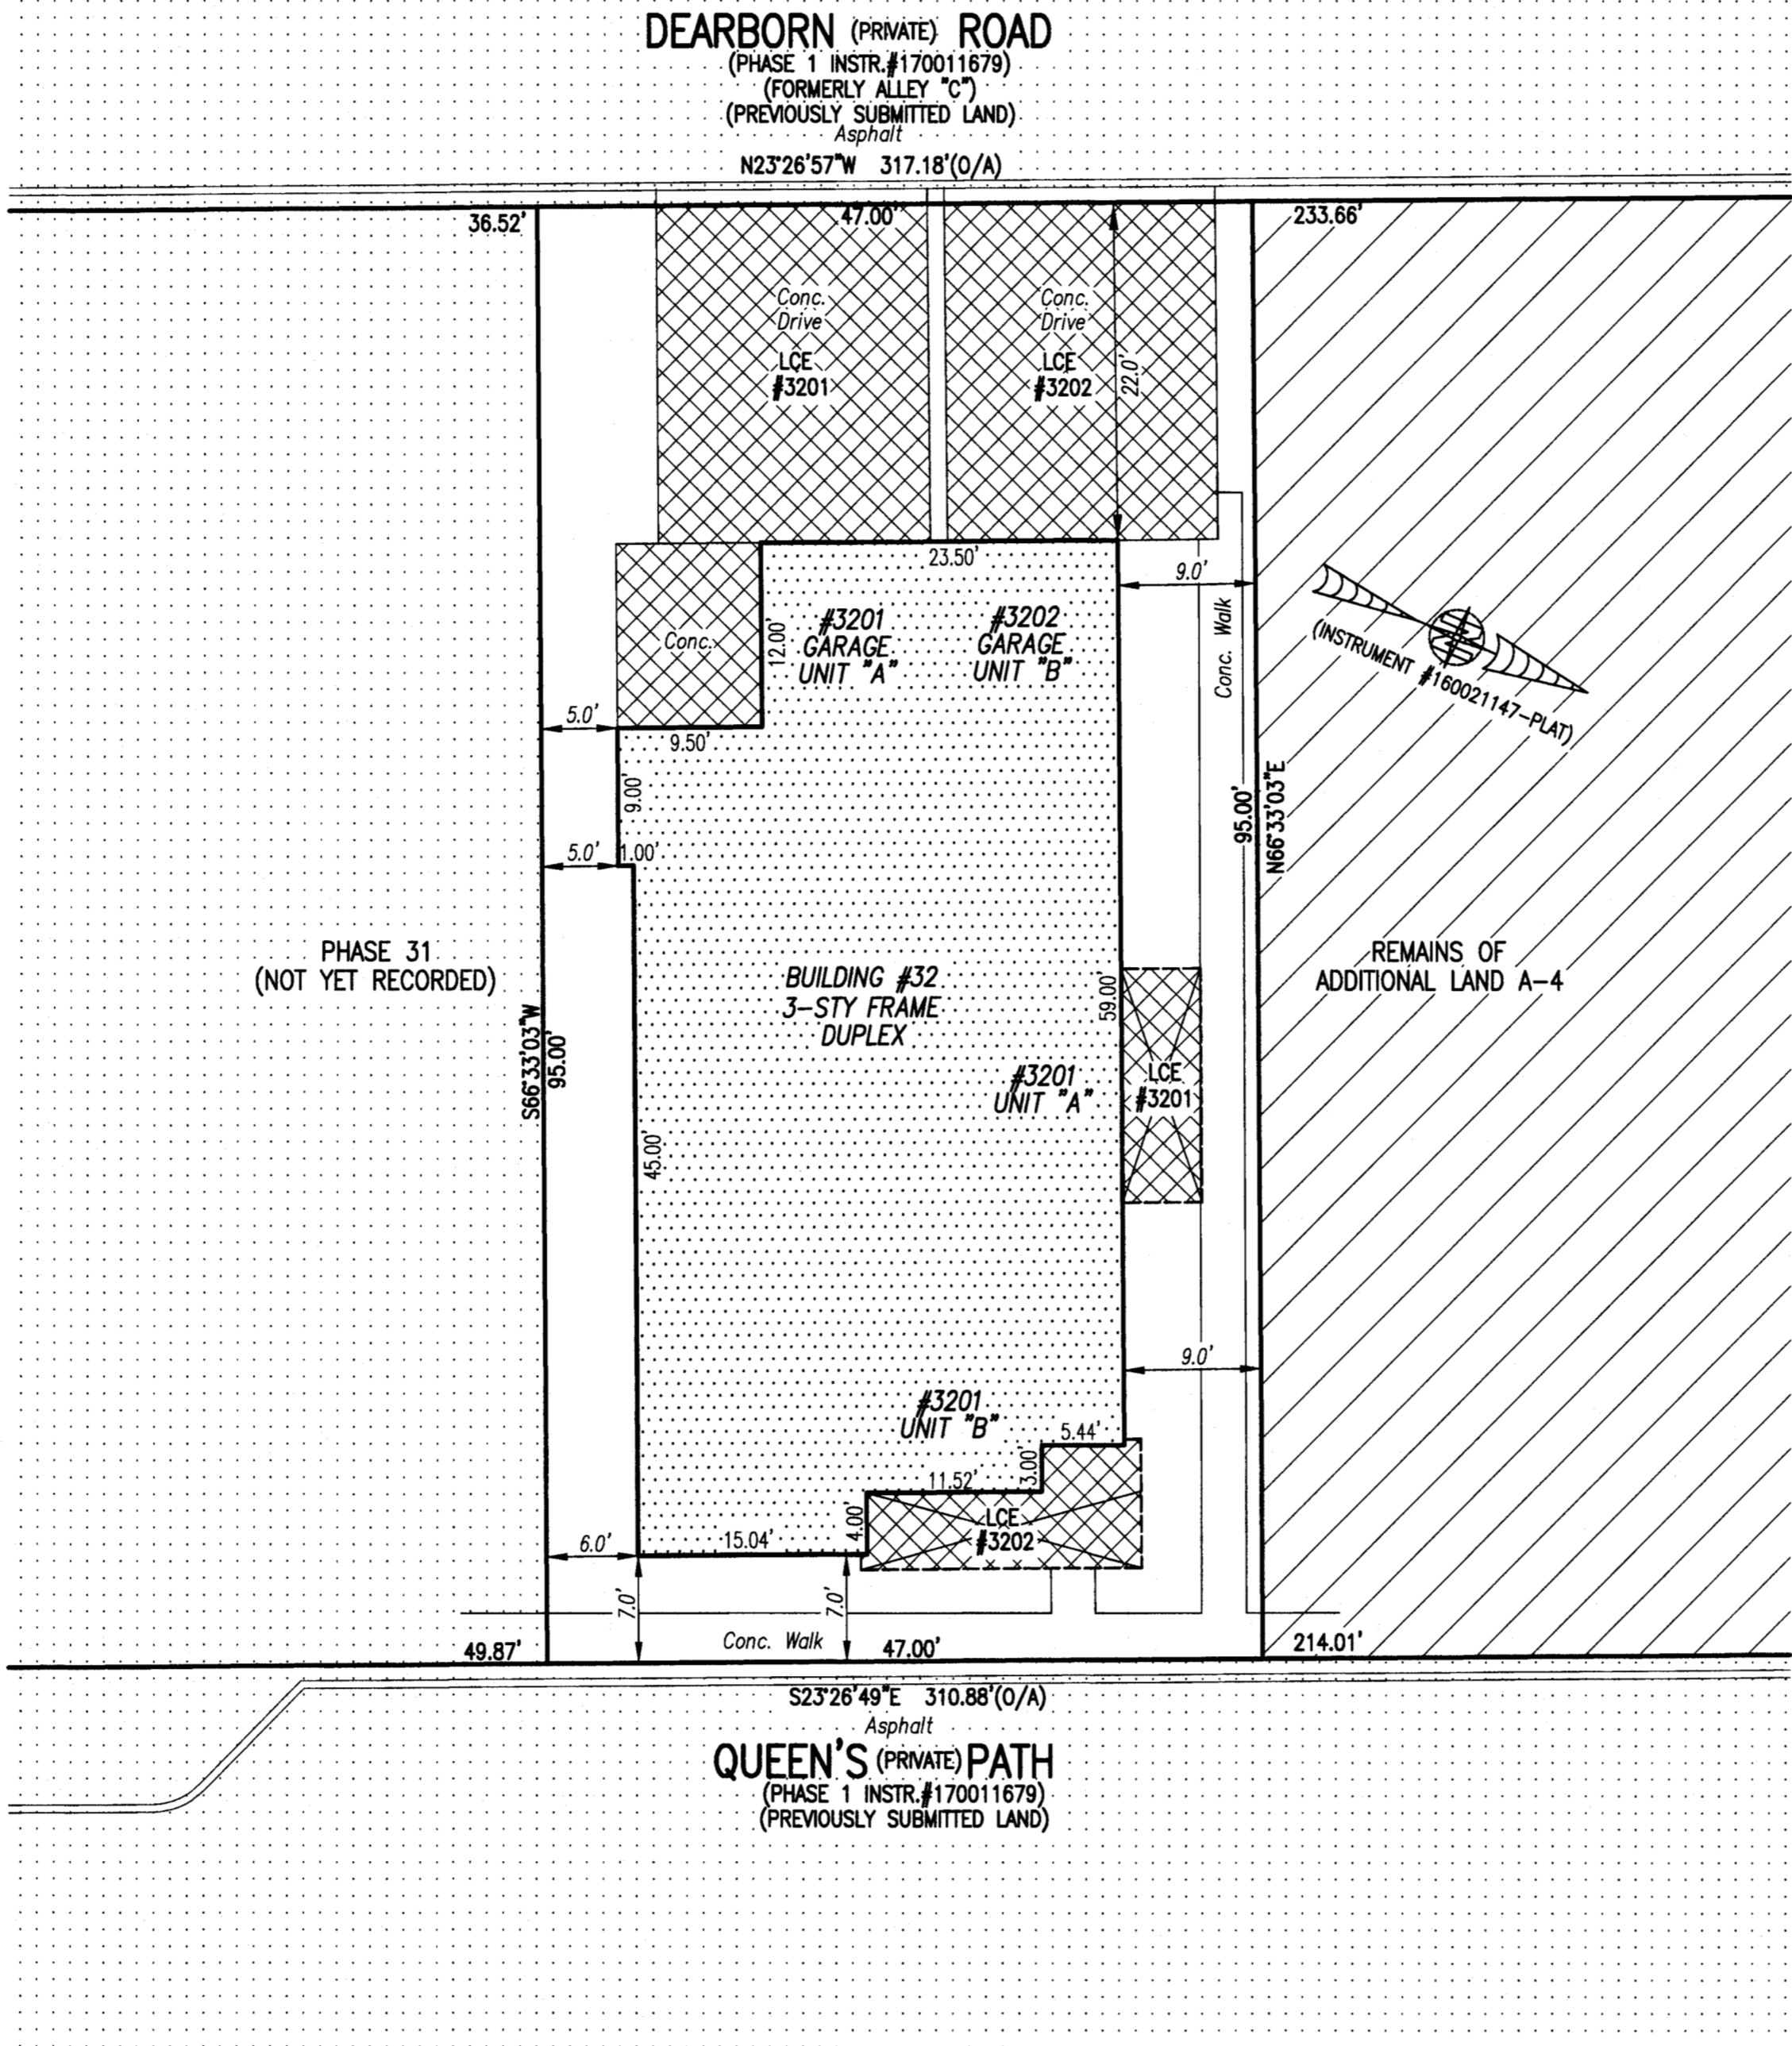 DEARBORN (PRIVATE) ROAD
(PHASE 1 INSTR.#170011679)
(FORMERLY ALLEY "C")
(PREVIOUSLY SUBMITTED LAND)
Asphalt
N23°26'57"W 317.18'(O/A)
36.52'
47.00'
233.66'
Conc.
Drive
LCE
#3201
Conc.
Drive
LCE
#3202
22.0'
23.50'
9.0'
Conc.
12.00'
#3201
GARAGE
UNIT "A"
#3202
GARAGE
UNIT "B"
Conc. Walk
(INSTRUMENT #160021147-PLAT)
5.0'
9.50'
9.00'
5.0'
1.00'
95.00'
N66°33'03"E
PHASE 31
(NOT YET RECORDED)
BUILDING #32
3-STY FRAME
DUPLEX
59.00'
REMAINS OF
ADDITIONAL LAND A-4
S66°33'03"W
95.00'
#3201
UNIT "A"
LCE
#3201
45.00'
9.0'
#3201
UNIT "B"
5.44'
3.00'
11.52'
4.00'
LCE
#3202
6.0'
15.04'
7.0'
7.0'
49.87'
Conc. Walk
47.00'
214.01'
S23°26'49"E 310.88'(O/A)
Asphalt
QUEEN'S (PRIVATE) PATH
(PHASE 1 INSTR.#170011679)
(PREVIOUSLY SUBMITTED LAND)